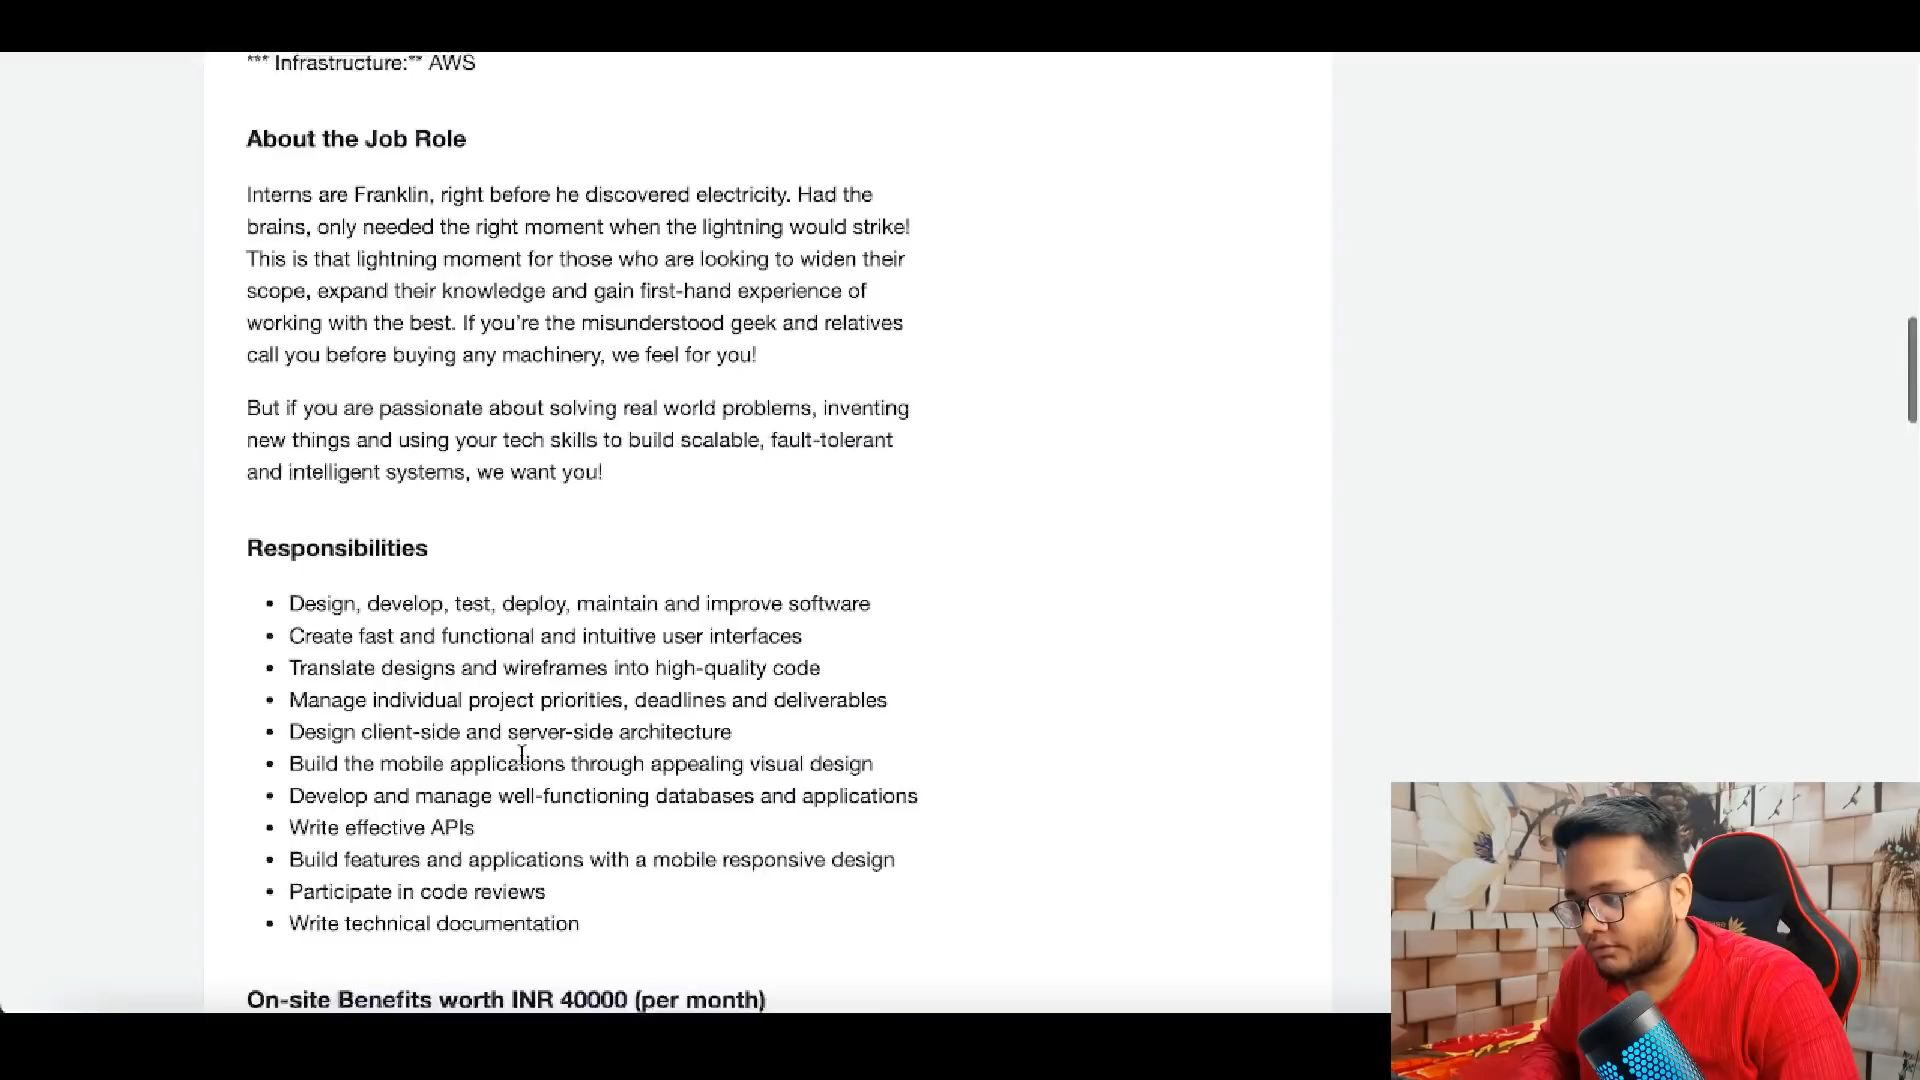 *** Infrastructure:** AWS
About the Job Role
Interns are Franklin, right before he discovered electricity. Had the
brains, only needed the right moment when the lightning would strike!
This is that lightning moment for those who are looking to widen their
scope, expand their knowledge and gain first-hand experience of
working with the best. If you're the misunderstood geek and relatives
call you before buying any machinery, we feel for you!
But if you are passionate about solving real world problems, inventing
new things and using your tech skills to build scalable, fault-tolerant
and intelligent systems, we want you!
Responsibilities
• Design, develop, test, deploy, maintain and improve software
• Create fast and functional and intuitive user interfaces
• Translate designs and wireframes into high-quality code
• Manage individual project priorities, deadlines and deliverables
• Design client-side and server-side architecture
• Build the mobile applications through appealing visual design
• Develop and manage well-functioning databases and applications
• Write effective APIs
• Build features and applications with a mobile responsive design
• Participate in code reviews
• Write technical documentation
On-site Benefits worth INR 40000 (per month)